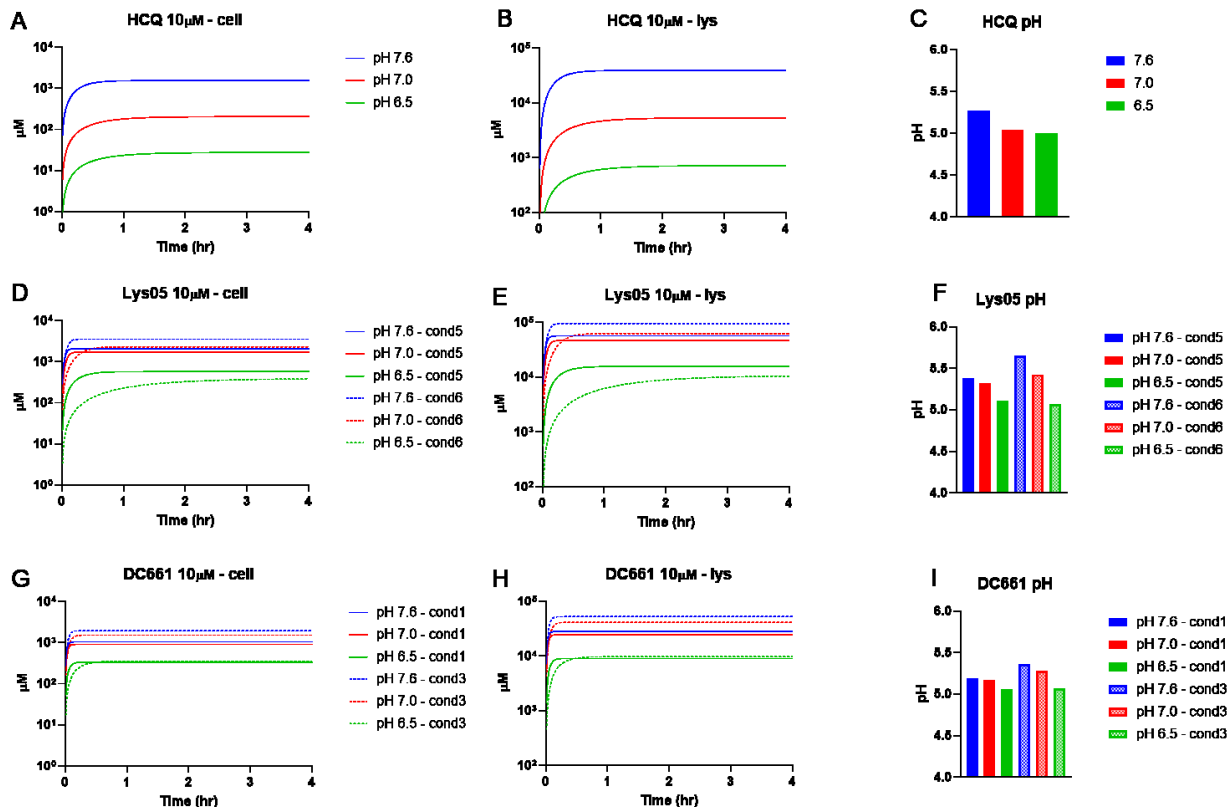 A
HCQ 10μM - cell
10⁴
10³
10²
10¹
10⁰
μM
0 1 2 3 4
Time (hr)
pH 7.6
pH 7.0
pH 6.5
B
HCQ 10μM - lys
10⁵
10⁴
10³
10²
μM
0 1 2 3 4
Time (hr)
C
HCQ pH
6.0
5.5
5.0
4.5
4.0
pH
7.6
7.0
6.5
D
Lys05 10μM - cell
10⁴
10³
10²
10¹
10⁰
μM
0 1 2 3 4
Time (hr)
pH 7.6 - cond5
pH 7.0 - cond5
pH 6.5 - cond5
pH 7.6 - cond6
pH 7.0 - cond6
pH 6.5 - cond6
E
Lys05 10μM - lys
10⁵
10⁴
10³
10²
μM
0 1 2 3 4
Time (hr)
F
Lys05 pH
6.0
5.5
5.0
4.5
4.0
pH
pH 7.6 - cond5
pH 7.0 - cond5
pH 6.5 - cond5
pH 7.6 - cond6
pH 7.0 - cond6
pH 6.5 - cond6
G
DC661 10μM - cell
10⁴
10³
10²
10¹
10⁰
μM
0 1 2 3 4
Time (hr)
pH 7.6 - cond1
pH 7.0 - cond1
pH 6.5 - cond1
pH 7.6 - cond3
pH 7.0 - cond3
pH 6.5 - cond3
H
DC661 10μM - lys
10⁵
10⁴
10³
10²
μM
0 1 2 3 4
Time (hr)
I
DC661 pH
6.0
5.5
5.0
4.5
4.0
pH
pH 7.6 - cond1
pH 7.0 - cond1
pH 6.5 - cond1
pH 7.6 - cond3
pH 7.0 - cond3
pH 6.5 - cond3